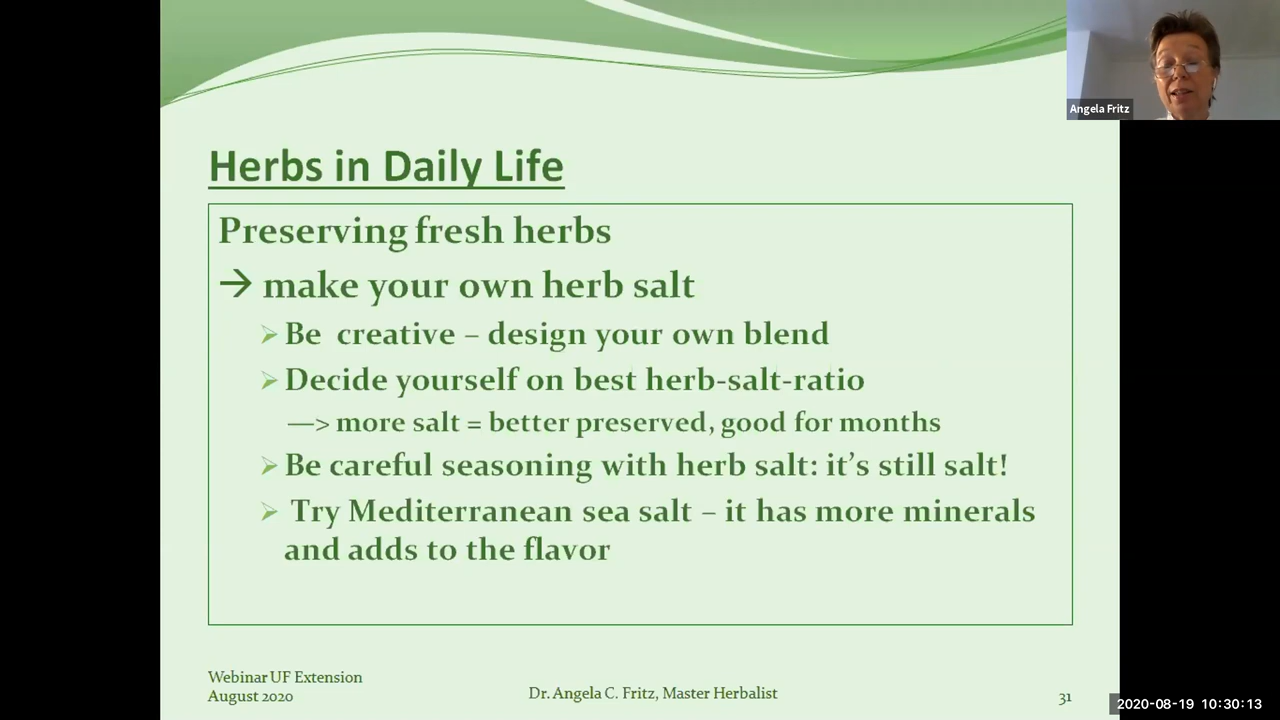 Angela Fritz
Herbs in Daily Life
Preserving fresh herbs
→ make your own herb salt
➢ Be creative – design your own blend
➢ Decide yourself on best herb-salt-ratio
—> more salt = better preserved, good for months
➢ Be careful seasoning with herb salt: it’s still salt!
➢ Try Mediterranean sea salt – it has more minerals
and adds to the flavor
Webinar UF Extension
August 2020
Dr. Angela C. Fritz, Master Herbalist
31
2020-08-19 10:30:13